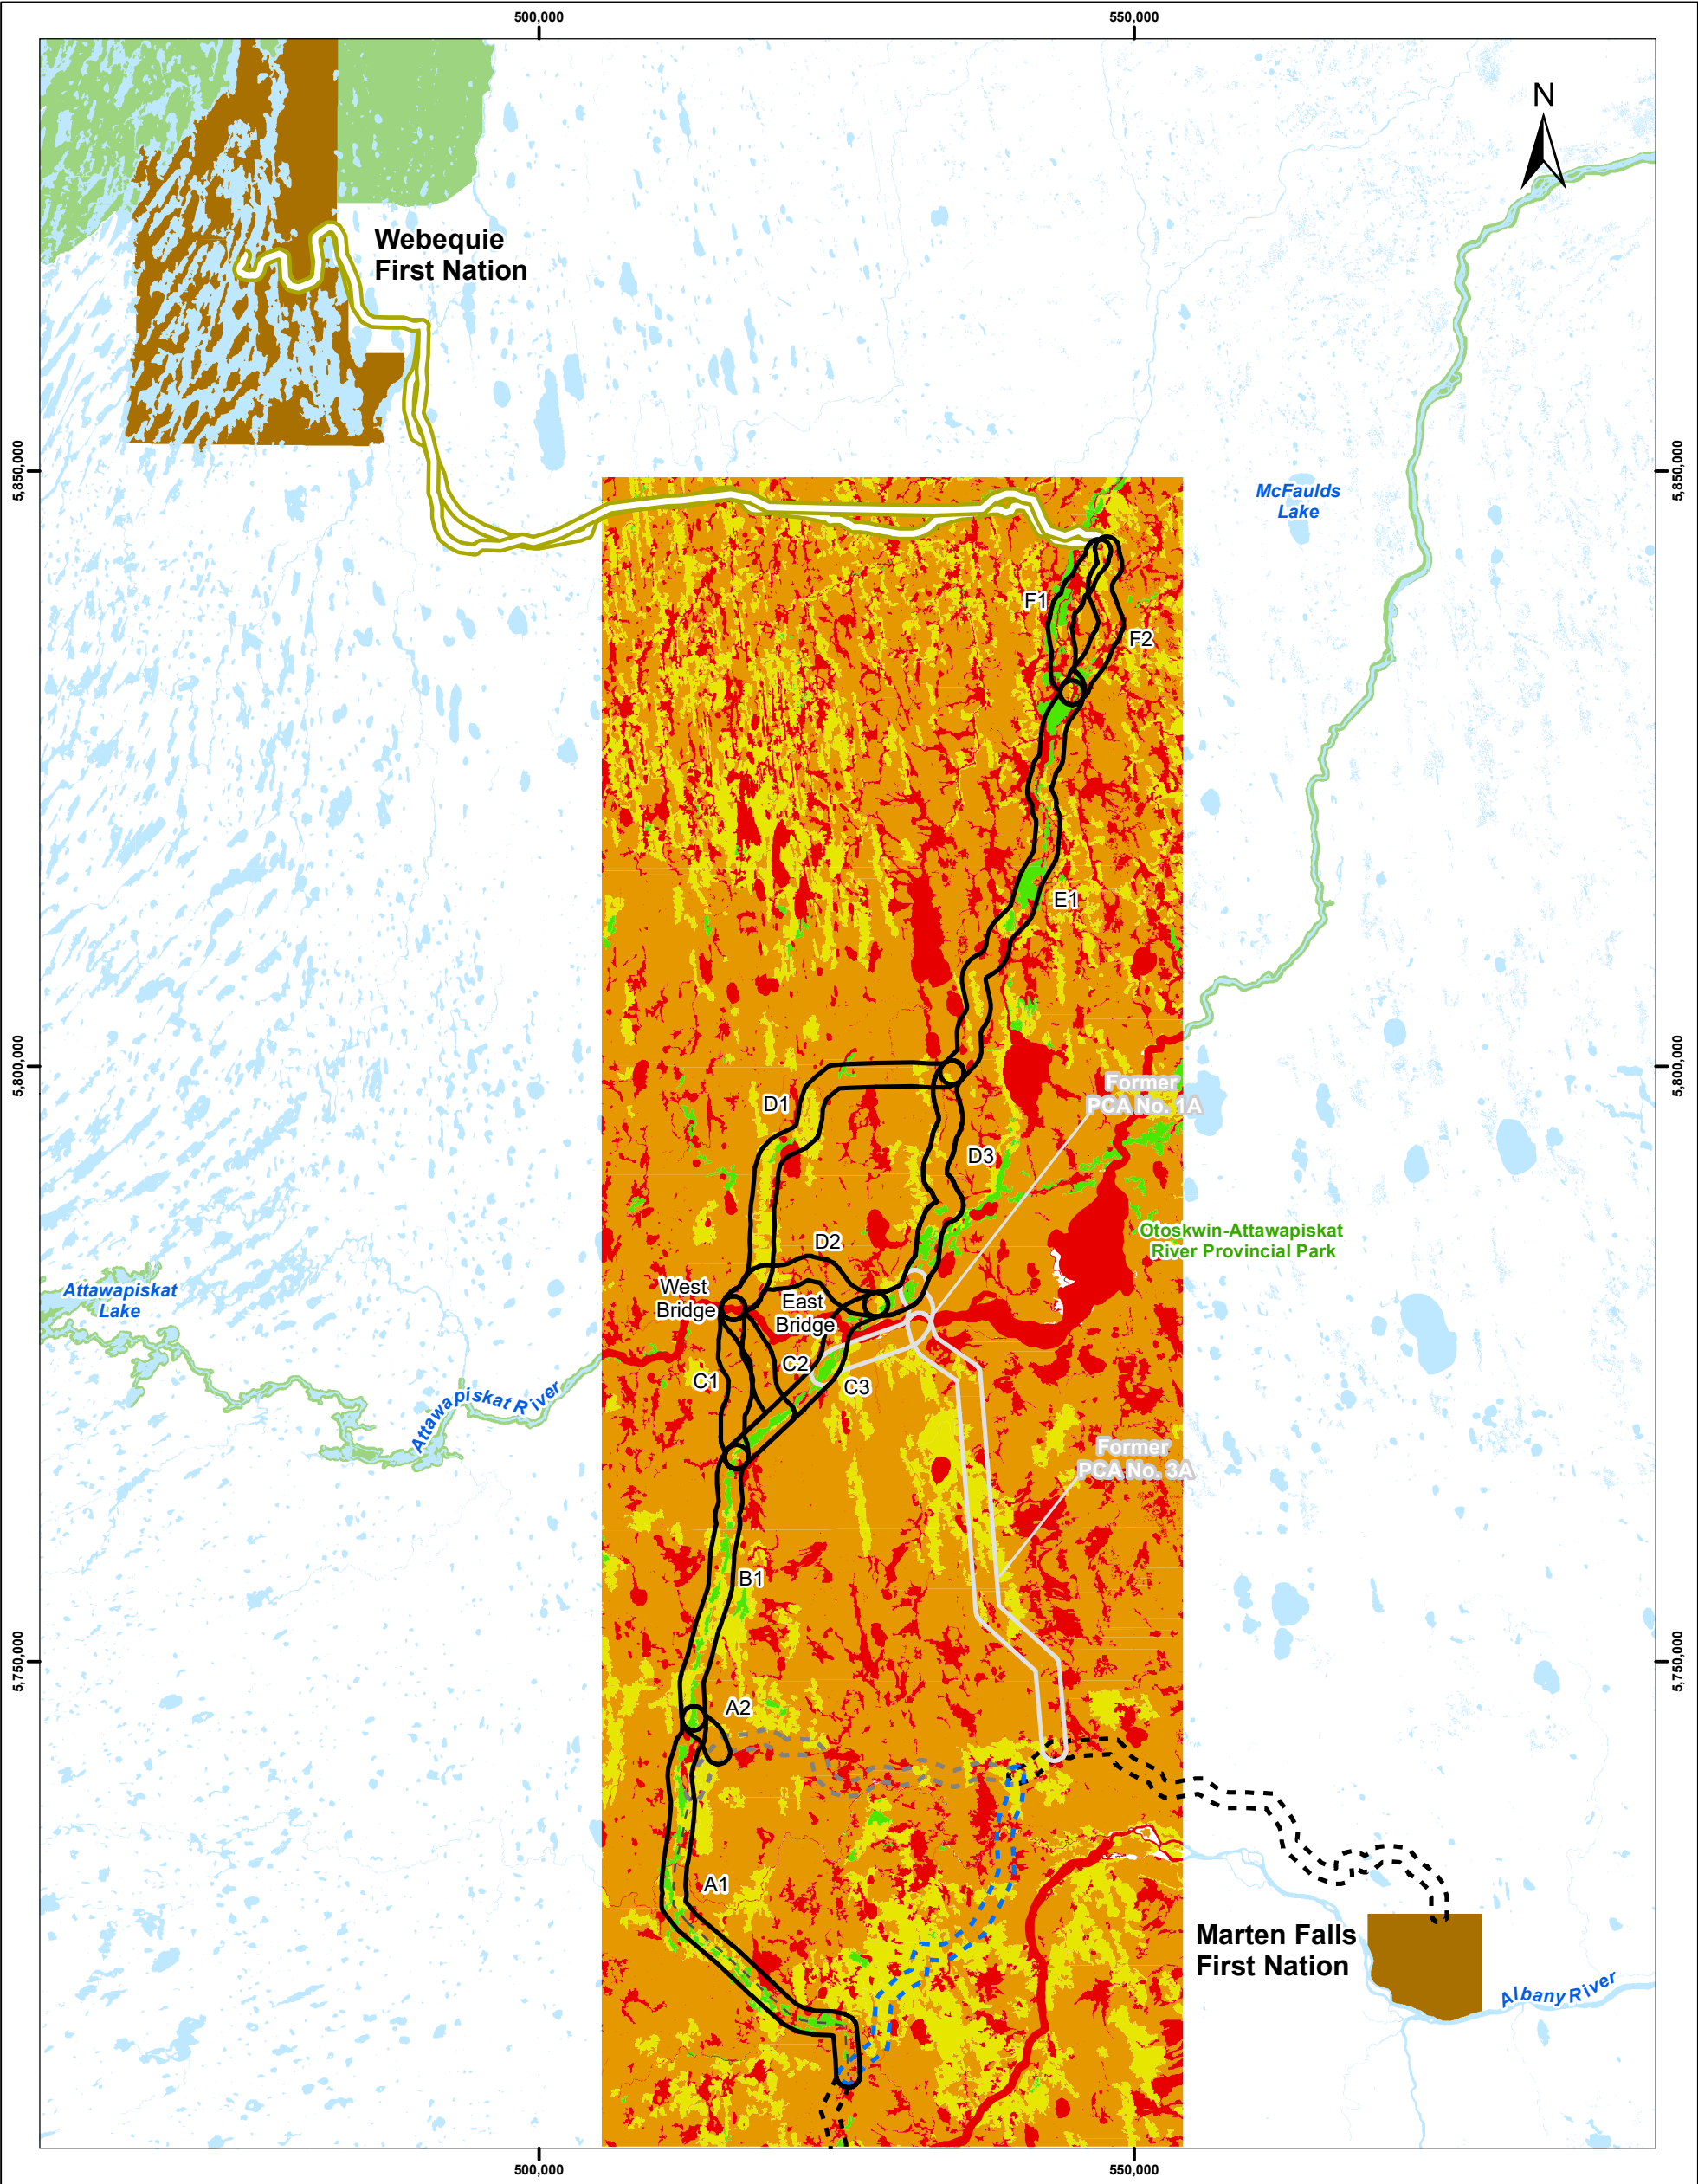 500,000
550,000
N
Webequie
First Nation
5,850,000
5,850,000
McFaulds
Lake
F1
F2
E1
5,800,000
5,800,000
Former
PCA No. 1A
D1
D3
Otoskwin-Attawapiskat
River Provincial Park
D2
West
Bridge
East
Bridge
Attawapiskat
Lake
C2
C1
C3
Attawapiskat River
Former
PCA No. 3A
B1
5,750,000
5,750,000
A2
A1
Marten Falls
First Nation
Albany River
500,000
550,000